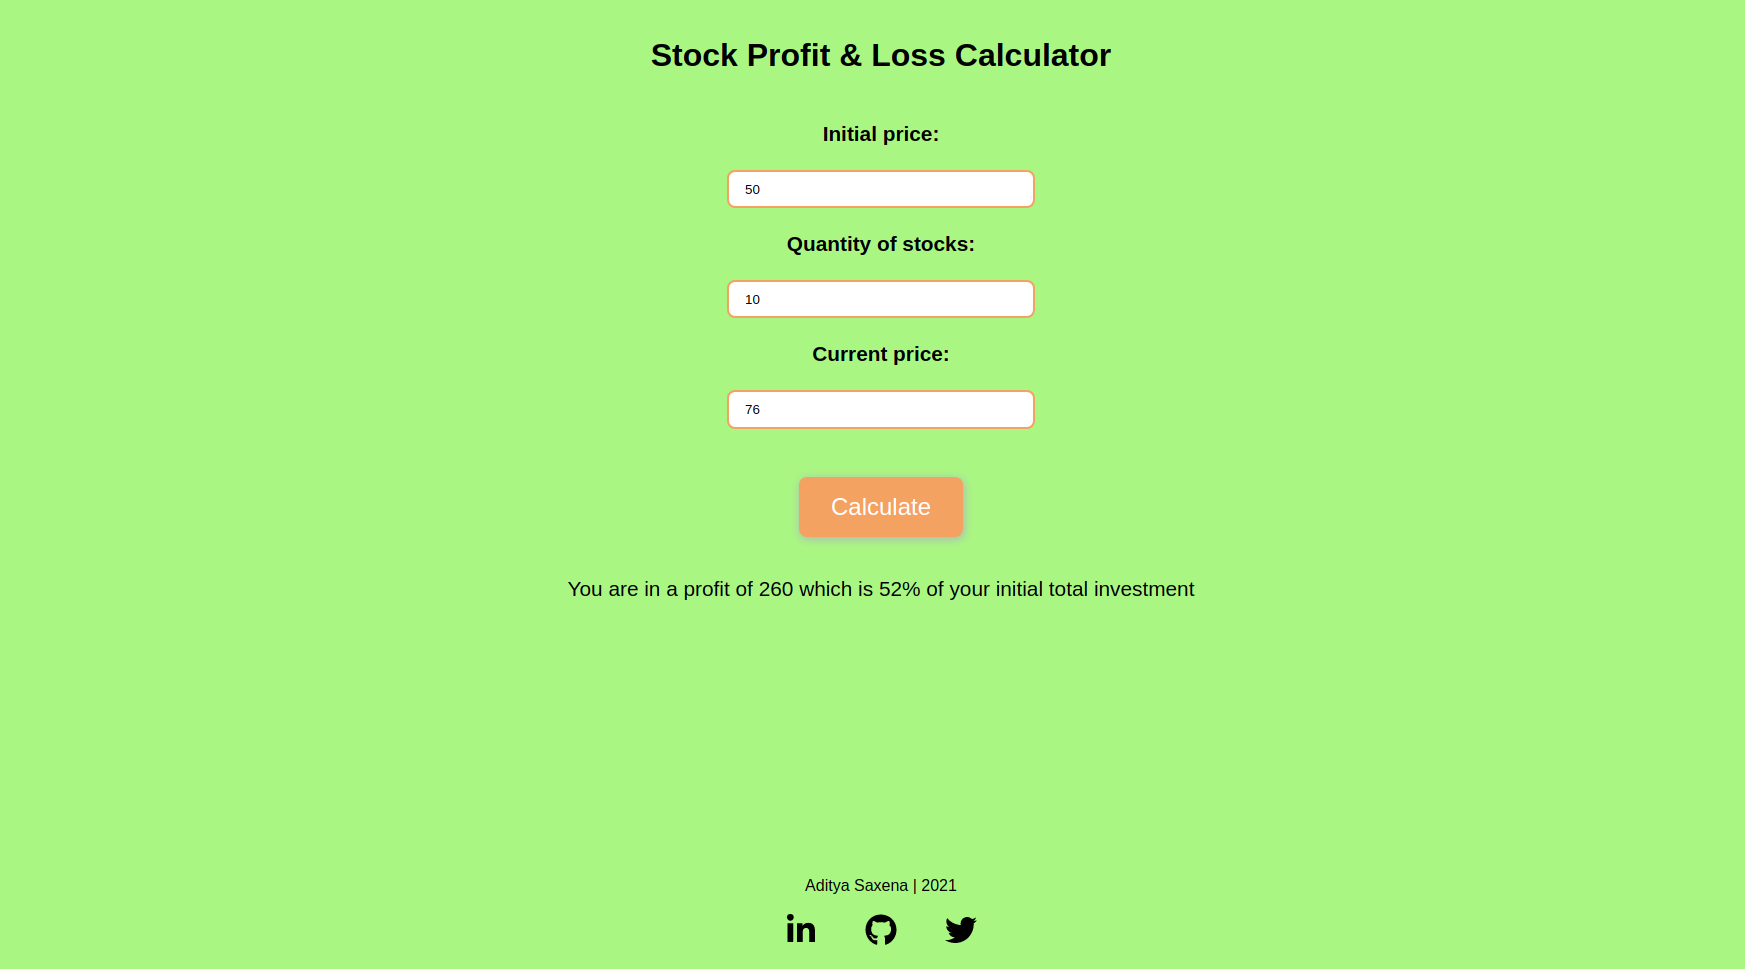 Stock Profit & Loss Calculator
Initial price:
50
Quantity of stocks:
10
Current price:
76
Calculate
You are in a profit of 260 which is 52% of your initial total investment
Aditya Saxena | 2021
in